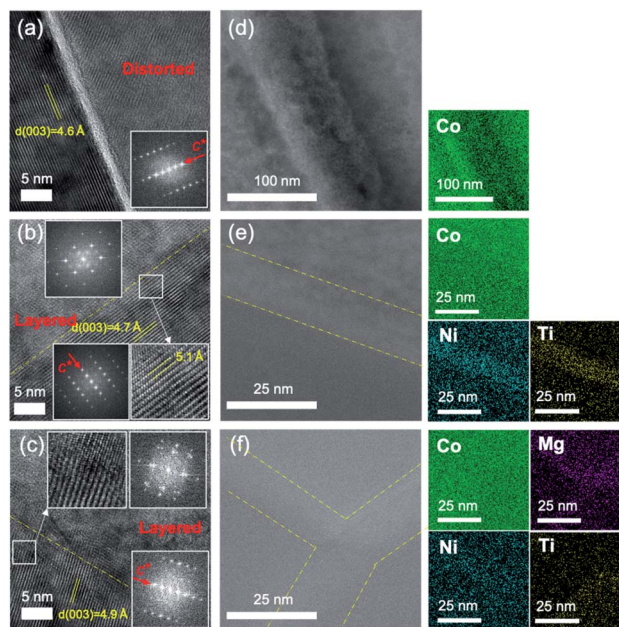 (a)
Distorted
d(003)=4.6 Å
C*
5 nm
(d)
100 nm
Co
100 nm
(b)
Layered
d(003)=4.7 Å
C*
5.1 Å
5 nm
(e)
25 nm
Co
25 nm
Ni
25 nm
Ti
25 nm
(c)
Layered
C*
d(003)=4.9 Å
5 nm
(f)
25 nm
Co
25 nm
Mg
25 nm
Ni
25 nm
Ti
25 nm